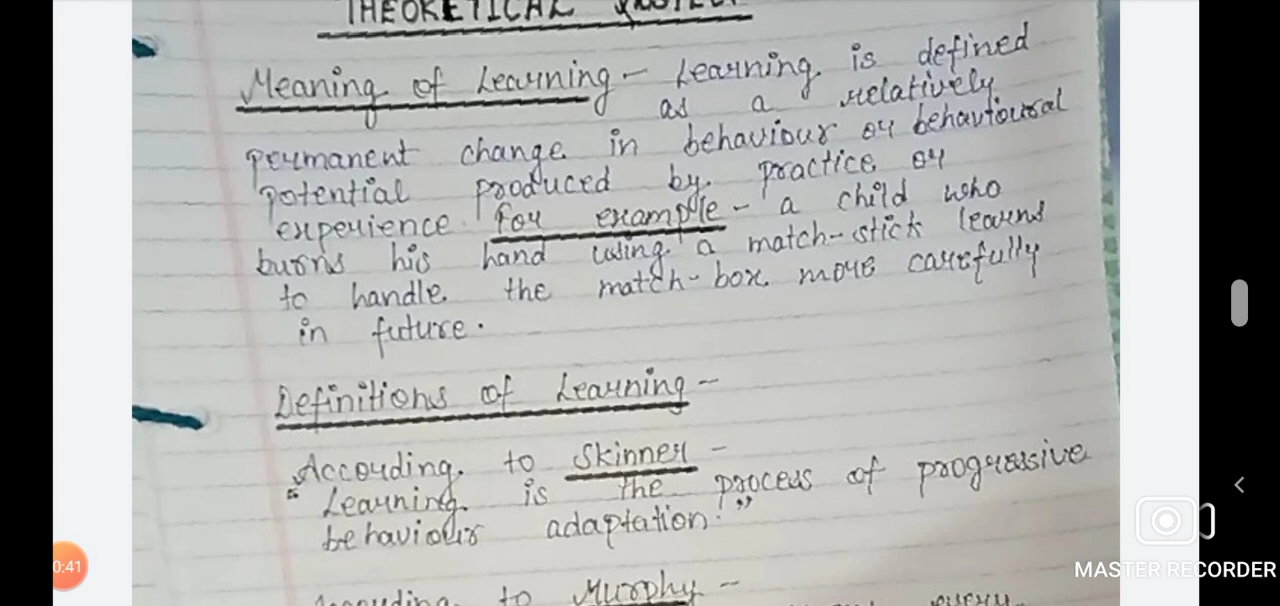 THEORETICAL
Meaning of Learning - Learning is defined
as a relatively
permanent change in behaviour or behavioural
potential produced by practice or
experience. For example - a child who
burns his hand using a match-stick learns
to handle the match-box more carefully
in future.
Definitions of Learning -
According to Skinner -
"Learning is the process of progressive
behaviour adaptation."
According to Murphy -
0:41
MASTER RECORDER